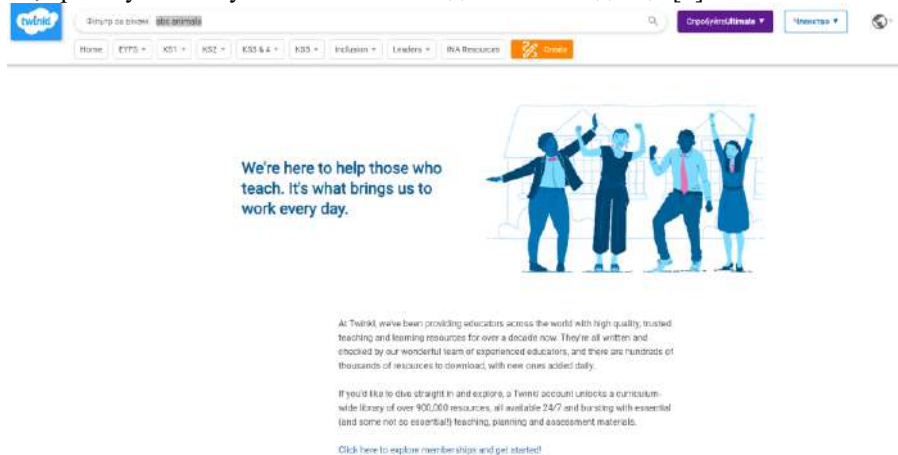 twinkl
Фільтр за віком abc animals
СпробуйтеUltimate ▼
Членство ▼
Home
EYFS
KS1
KS2
KS3 & 4
KS5
Inclusion
Leaders
INA Resources
Create
We're here to help those who
teach. It's what brings us to
work every day.
At Twinkl, we've been providing educators across the world with high quality, trusted
teaching and learning resources for over a decade now. They're all written and
checked by our wonderful team of experienced educators, and there are hundreds of
thousands of resources to download, with new ones added daily.
If you'd like to dive straight in and explore, a Twinkl account unlocks a curriculum-
wide library of over 900,000 resources, all available 24/7 and bursting with essential
(and some not so essential!) teaching, planning and assessment materials.
Click here to explore memberships and get started!